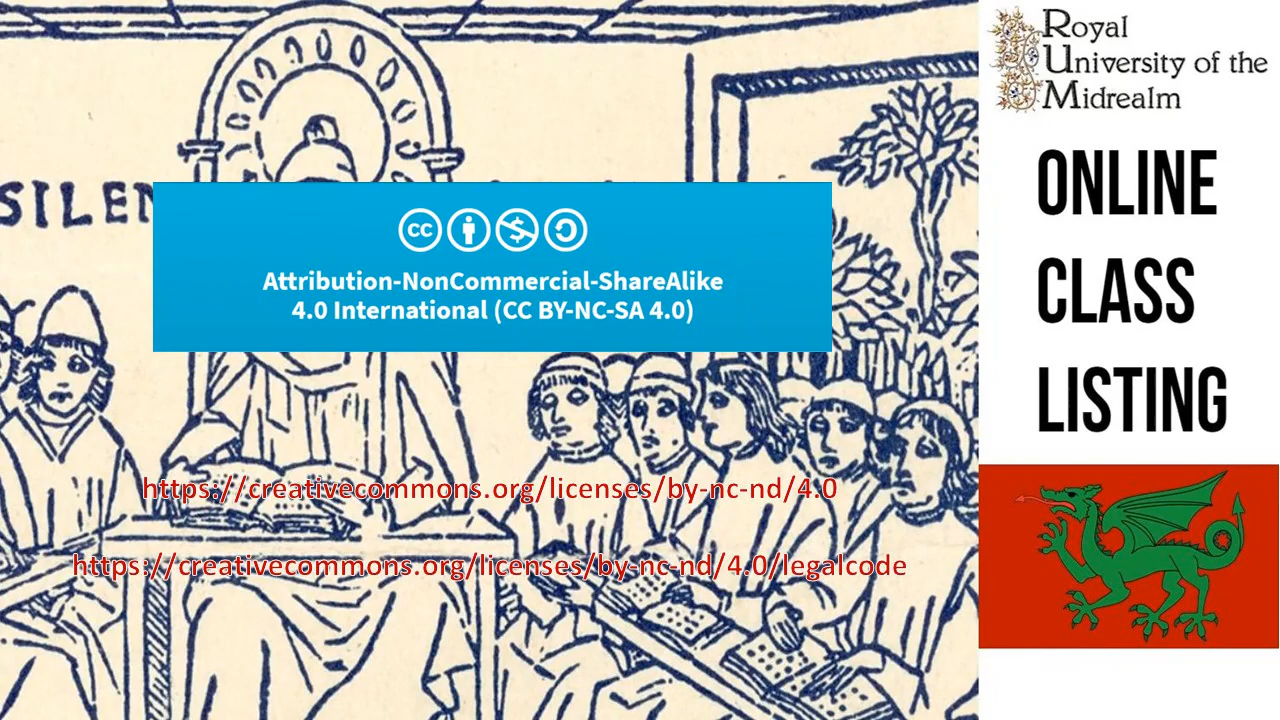 SILEN
cc
Attribution-NonCommercial-ShareAlike
4.0 International (CC BY-NC-SA 4.0)
https://creativecommons.org/licenses/by-nc-nd/4.0
https://creativecommons.org/licenses/by-nc-nd/4.0/legalcode
Royal
University of the
Midrealm
ONLINE
CLASS
LISTING